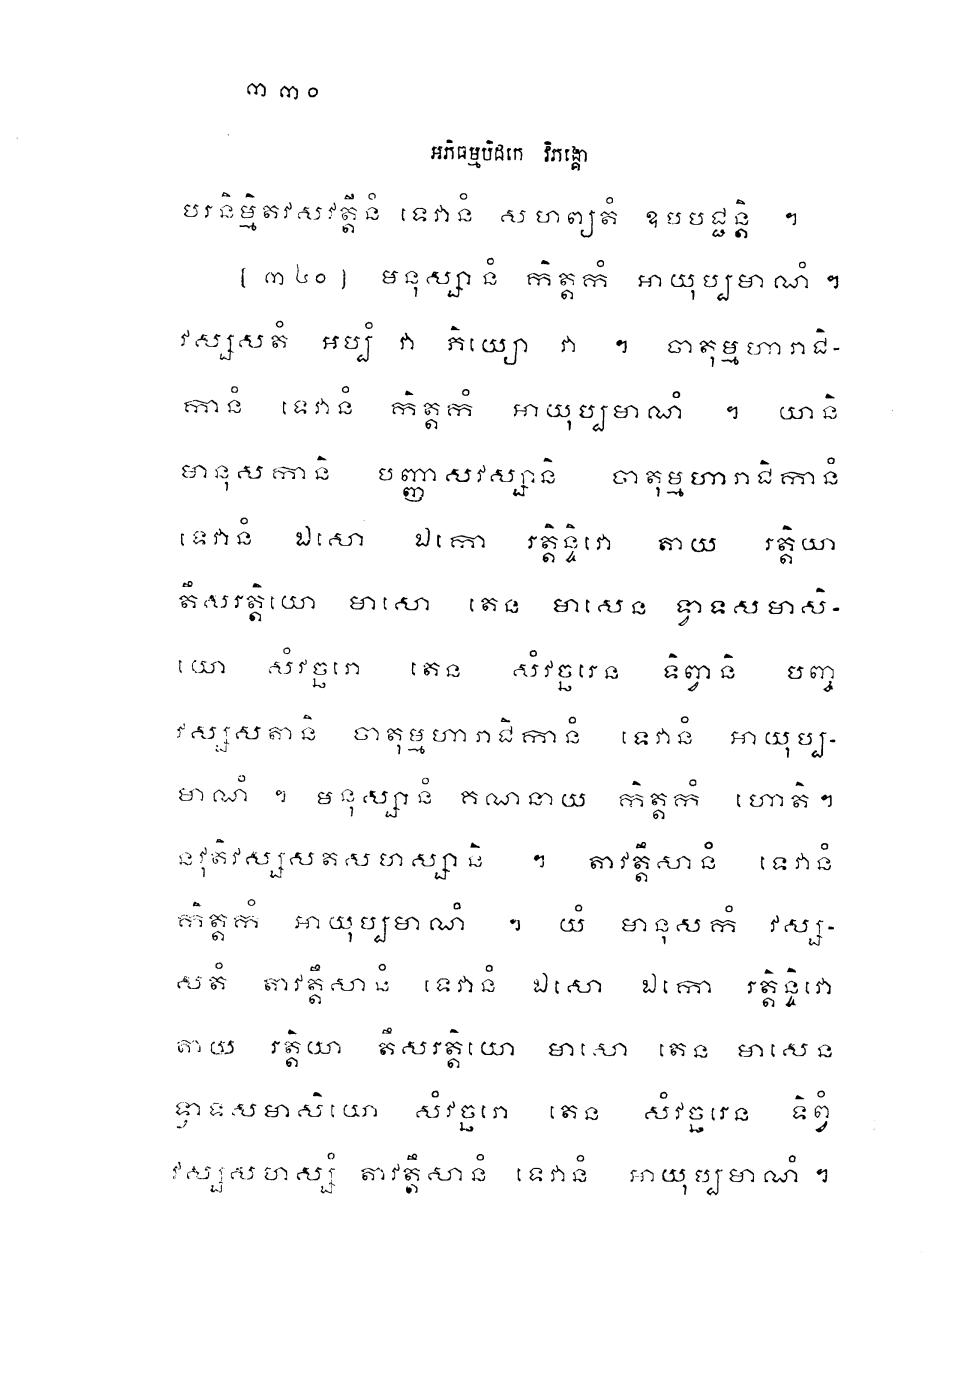 ៣៣០
អភិធម្មបិដកេ វិភង្គោ
បរនិម្មិតវសវត្តីនំ ទេវានំ សហព្យតំ ឧបបជ្ជន្តិ ។
[៣៤០] មនុស្សានំ កិត្តកំ អាយុប្បមាណំ ។
វស្សសតំ អប្បំ វា ភិយ្យោ វា ។ ចាតុម្មហារាជិ-
កានំ ទេវានំ កិត្តកំ អាយុប្បមាណំ ។ យានិ
មានុសកានិ បញ្ញាសវស្សានិ ចាតុម្មហារាជិកានំ
ទេវានំ ឯសោ ឯកោ រត្តិន្ទិវោ តាយ រត្តិយា
តឹសរត្តិយោ មាសោ តេន មាសេន ទ្វាទសមាសិ-
យោ សំវច្ឆរោ តេន សំវច្ឆរេន ទិព្វានិ បញ្ច
វស្សសតានិ ចាតុម្មហារាជិកានំ ទេវានំ អាយុប្ប-
មាណំ ។ មនុស្សានំ គណនាយ កិត្តកំ ហោតិ ។
នវុតិវស្សសតសហស្សានិ ។ តាវត្តឹសានំ ទេវានំ
កិត្តកំ អាយុប្បមាណំ ។ យំ មានុសកំ វស្ស-
សតំ តាវត្តឹសានំ ទេវានំ ឯសោ ឯកោ រត្តិន្ទិវោ
តាយ រត្តិយា តឹសរត្តិយោ មាសោ តេន មាសេន
ទ្វាទសមាសិយោ សំវច្ឆរោ តេន សំវច្ឆរេន ទិព្វំ
វស្សសហស្សំ តាវត្តឹសានំ ទេវានំ អាយុប្បមាណំ ។